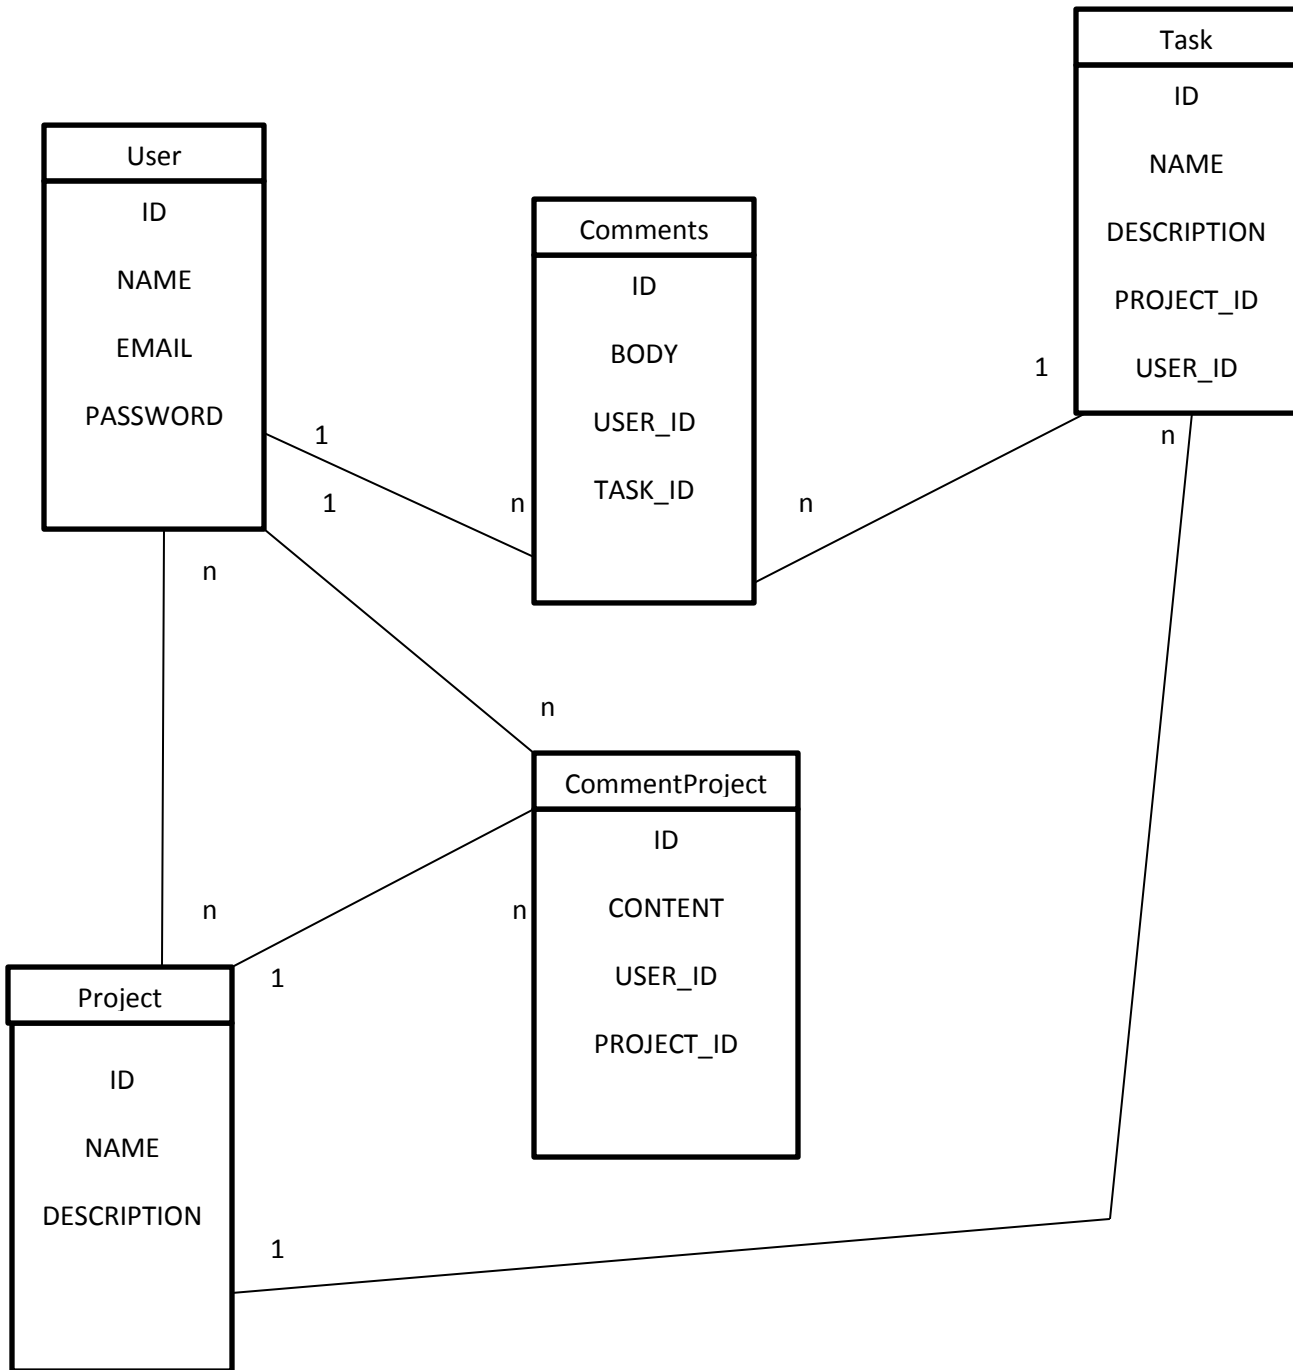 Task
ID
NAME
DESCRIPTION
PROJECT_ID
USER_ID
User
ID
NAME
EMAIL
PASSWORD
Comments
ID
BODY
USER_ID
TASK_ID
1
1
n
n
1
n
n
n
CommentProject
ID
CONTENT
USER_ID
PROJECT_ID
n
n
1
Project
ID
NAME
DESCRIPTION
1